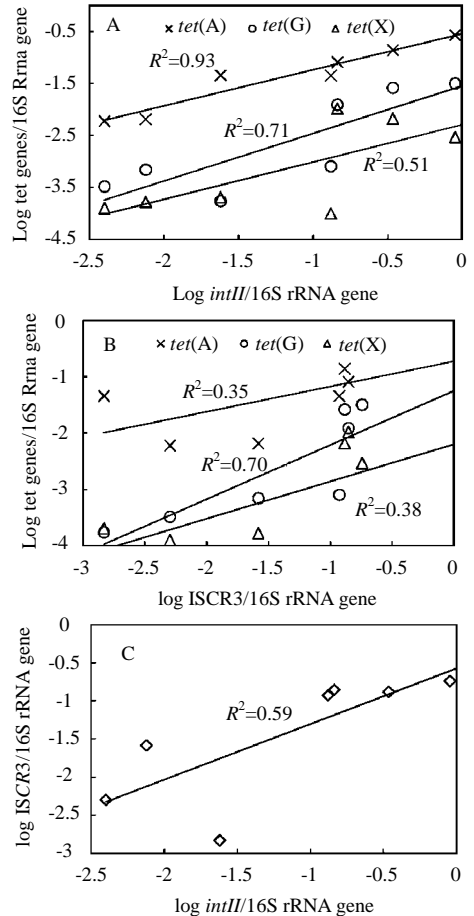 A × tet(A) ○ tet(G) △ tet(X)
-0.5
R²=0.93
-1.5
R²=0.71
-2.5
R²=0.51
-3.5
-4.5
Log tet genes/16S Rrna gene
-2.5 -2 -1.5 -1 -0.5 0
Log intII/16S rRNA gene
0
B tet(A) tet(G) tet(X)
-1
R²=0.35
-2
R²=0.70
-3
R²=0.38
-4
Log tet genes/16S Rrna gene
-3 -2.5 -2 -1.5 -1 -0.5 0
log ISCR3/16S rRNA gene
0
C
-0.5
-1
R²=0.59
-1.5
-2
-2.5
-3
log ISCR3/16S rRNA gene
-2.5 -2 -1.5 -1 -0.5 0
log intII/16S rRNA gene